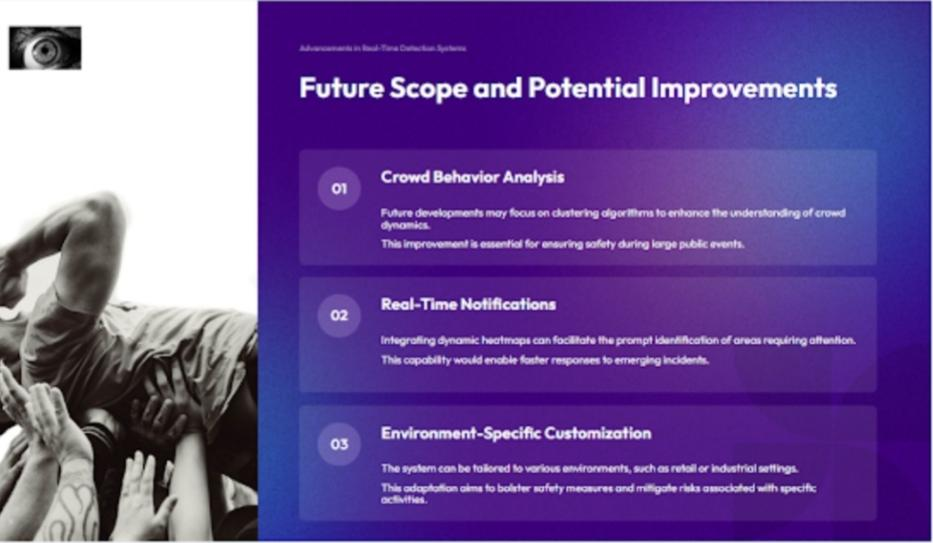 Advancements in Real-Time Detection Systems
Future Scope and Potential Improvements
01
Crowd Behavior Analysis
Future developments may focus on clustering algorithms to enhance the understanding of crowd
dynamics.
This improvement is essential for ensuring safety during large public events.
02
Real-Time Notifications
Integrating dynamic heatmaps can facilitate the prompt identification of areas requiring attention.
This capability would enable faster responses to emerging incidents.
03
Environment-Specific Customization
The system can be tailored to various environments, such as retail or industrial settings.
This adaptation aims to bolster safety measures and mitigate risks associated with specific
activities.